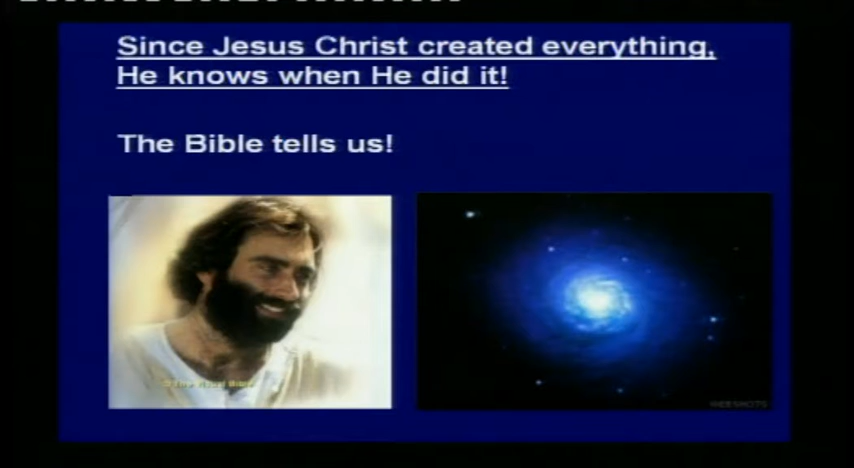 Since Jesus Christ created everything,
He knows when He did it!
The Bible tells us!